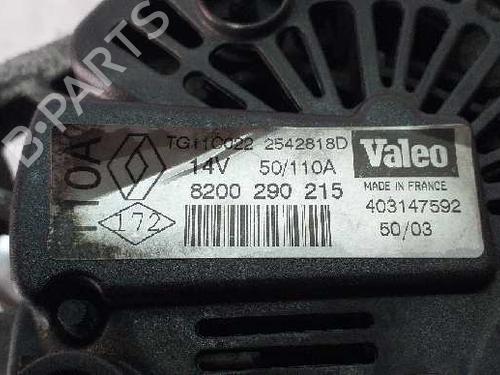 B-PARTS
110A
TG11C022 2542818D
14V 50/110A
8200 290 215
172
Valeo
MADE IN FRANCE
403147592
50/03